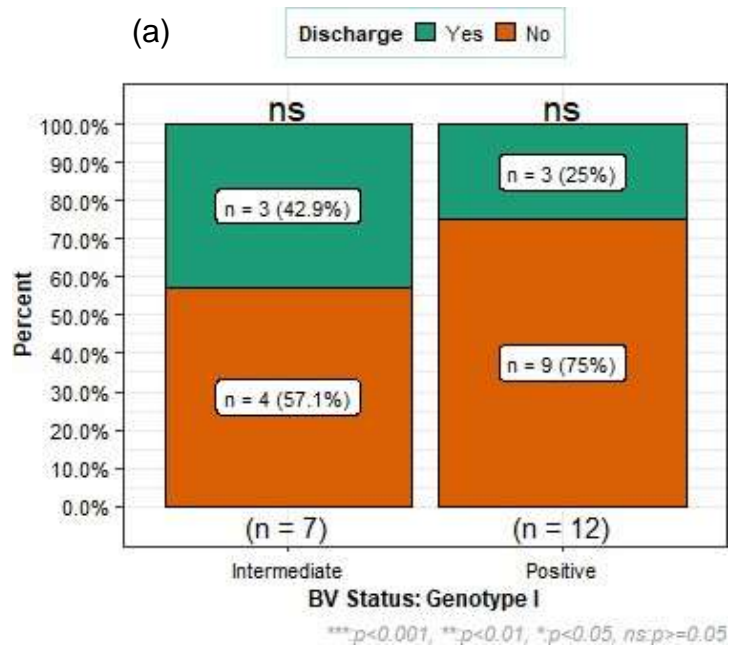 (a)
Discharge Yes No
ns ns
100.0%
90.0%
80.0%
70.0%
60.0%
50.0%
40.0%
30.0%
20.0%
10.0%
0.0%
Percent
n = 3 (42.9%)
n = 4 (57.1%)
n = 3 (25%)
n = 9 (75%)
(n = 7) (n = 12)
Intermediate Positive
BV Status: Genotype I
***:p<0.001, **:p<0.01, *:p<0.05, ns:p>=0.05